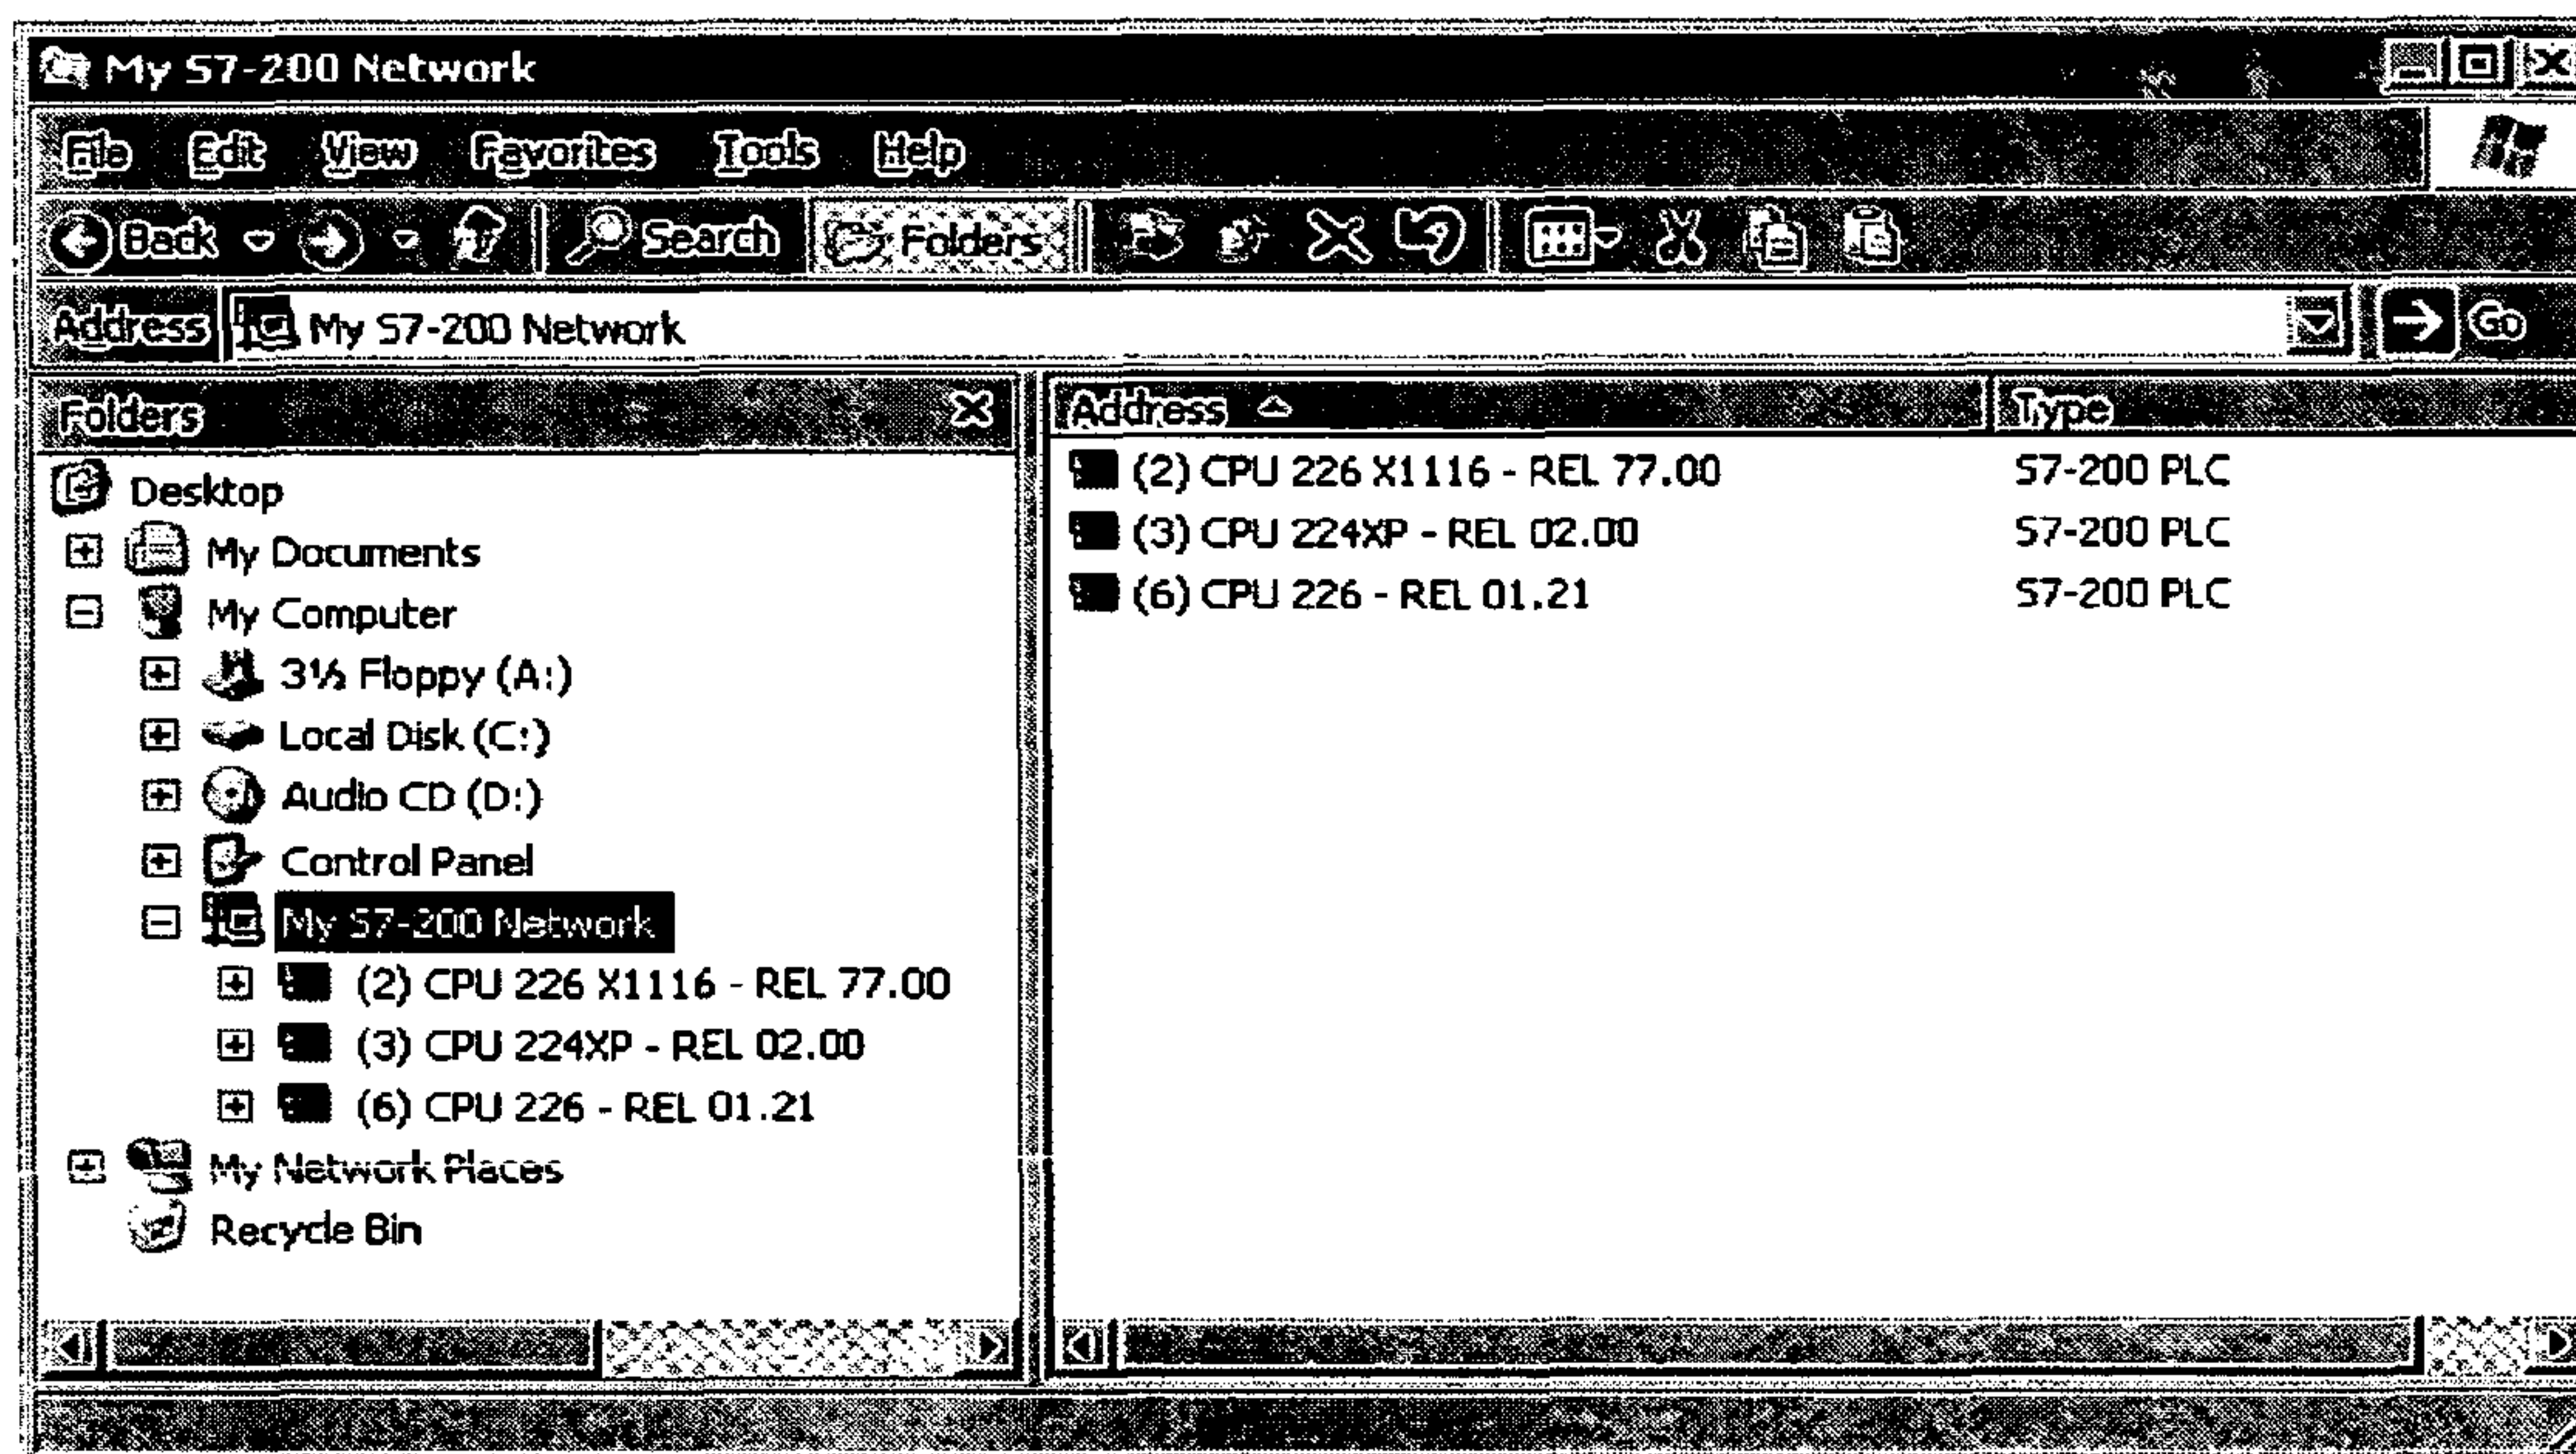 My S7-200 Network
File Edit View Favorites Tools Help
Back Search Folders
Address My S7-200 Network Go
Folders
Desktop
My Documents
My Computer
3½ Floppy (A:)
Local Disk (C:)
Audio CD (D:)
Control Panel
My S7-200 Network
(2) CPU 226 X1116 - REL 77.00
(3) CPU 224XP - REL 02.00
(6) CPU 226 - REL 01.21
My Network Places
Recycle Bin
Address Type
(2) CPU 226 X1116 - REL 77.00 S7-200 PLC
(3) CPU 224XP - REL 02.00 S7-200 PLC
(6) CPU 226 - REL 01.21 S7-200 PLC